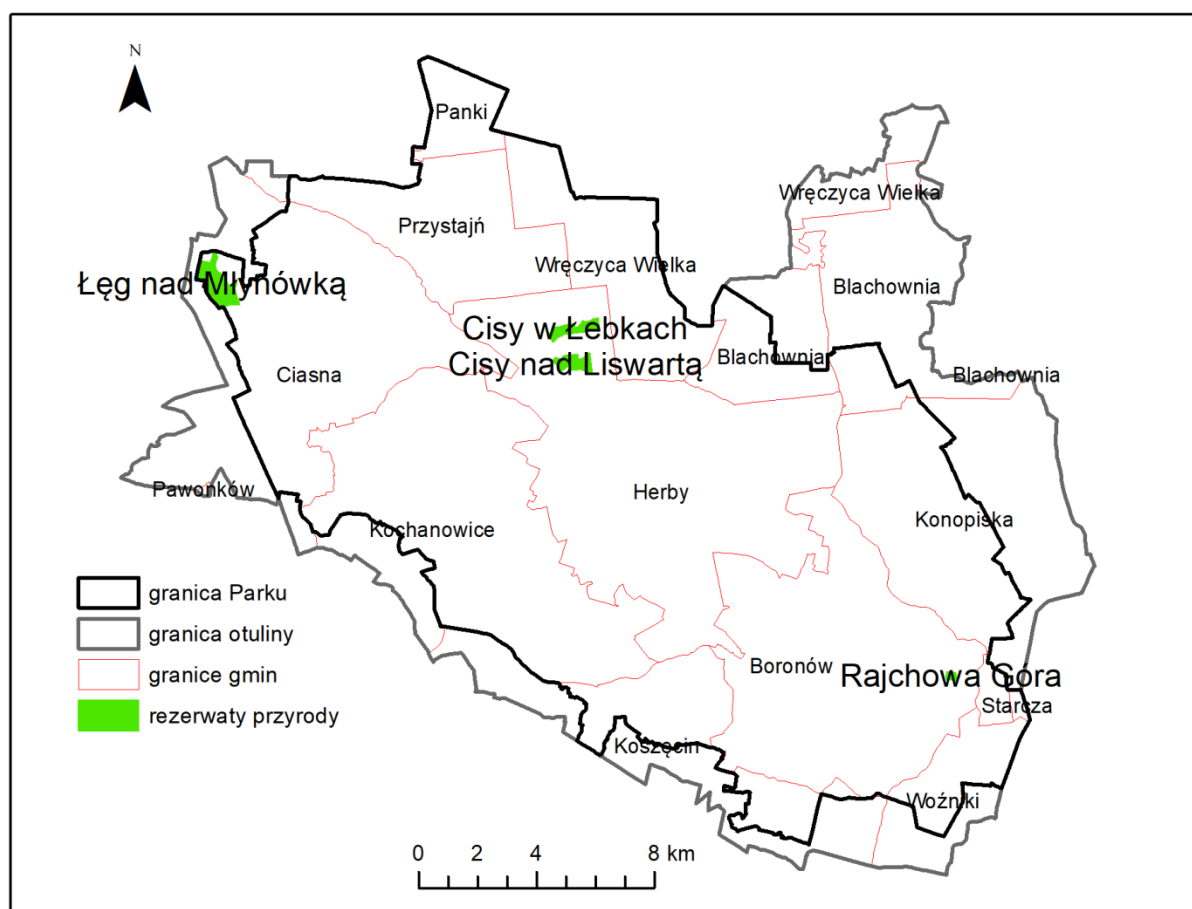 N
Panki
Wręczyca Wielka
Przystajń
Wręczyca Wielka
Łęg nad Młynówką
Blachownia
Cisy w Łebkach
Blachownia
Cisy nad Liswartą
Ciasna
Blachownia
Pawonków
Herby
Kochanowice
Konopiska
granica Parku
granica otuliny
granice gmin
rezerwaty przyrody
Boronów
Rajchowa Góra
Starcza
Koszęcin
Woźniki
0 2 4 8 km